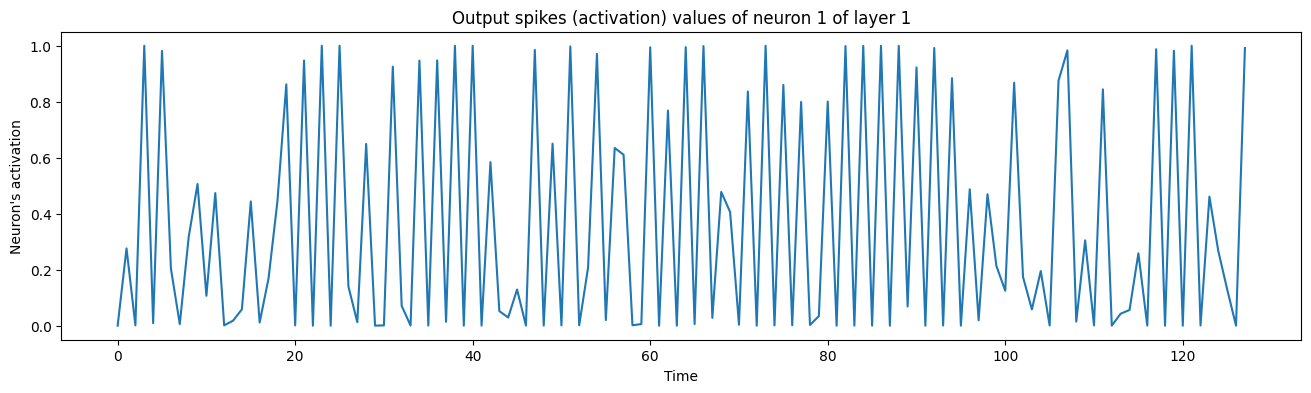 Output spikes (activation) values of neuron 1 of layer 1
1.0
0.8
0.6
0.4
0.2
0.0
Neuron's activation
0 20 40 60 80 100 120
Time